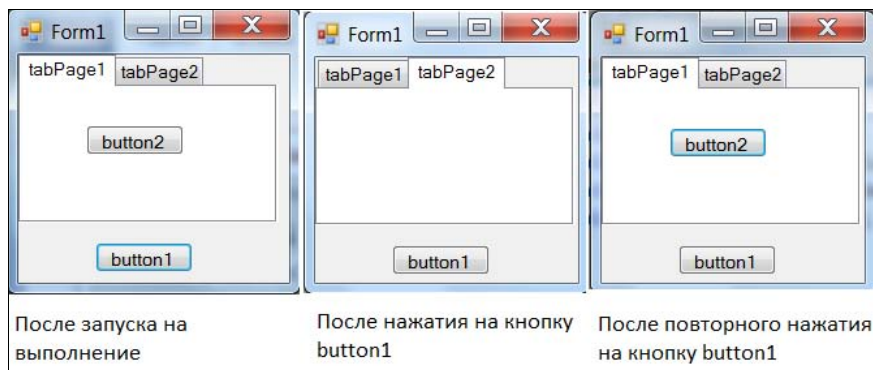 Form1
tabPage1 tabPage2
button2
button1
После запуска на
выполнение
Form1
tabPage1 tabPage2
button1
После нажатия на кнопку
button1
Form1
tabPage1 tabPage2
button2
button1
После повторного нажатия
на кнопку button1